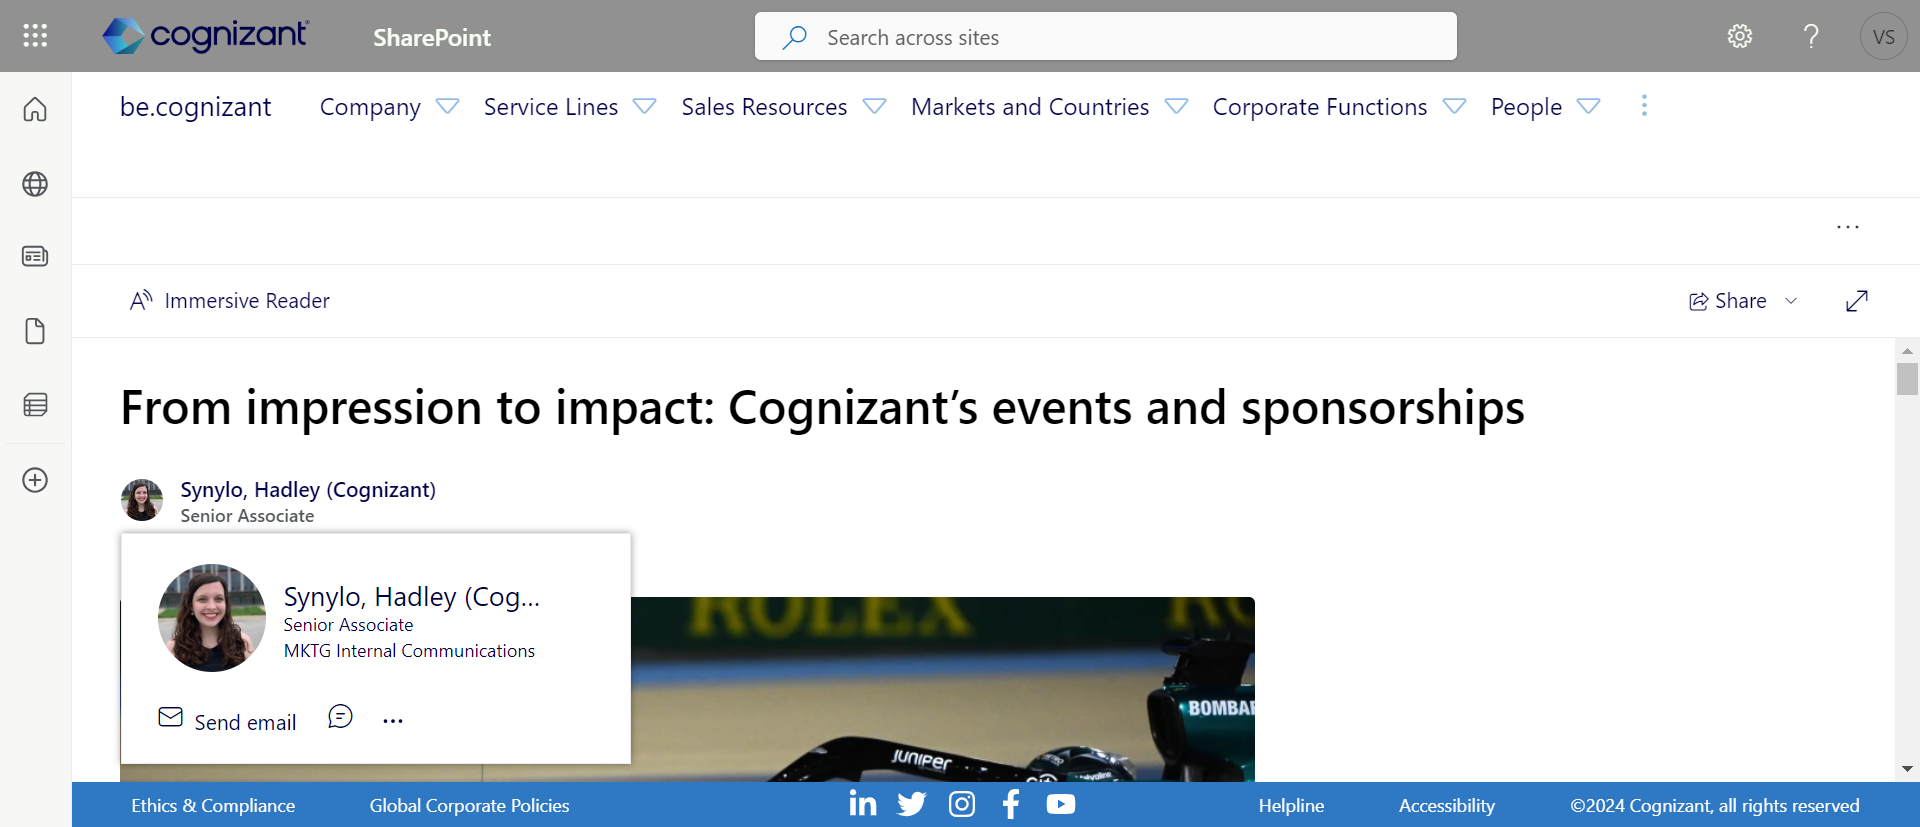 cognizant
SharePoint
Search across sites
VS
be.cognizant
Company
Service Lines
Sales Resources
Markets and Countries
Corporate Functions
People
Immersive Reader
Share
From impression to impact: Cognizant’s events and sponsorships
Synylo, Hadley (Cognizant)
Senior Associate
Synylo, Hadley (Cog...
Senior Associate
MKTG Internal Communications
Send email
ROLEX
BOMBAR
JUNIPER
Ethics & Compliance
Global Corporate Policies
Helpline
Accessibility
©2024 Cognizant, all rights reserved